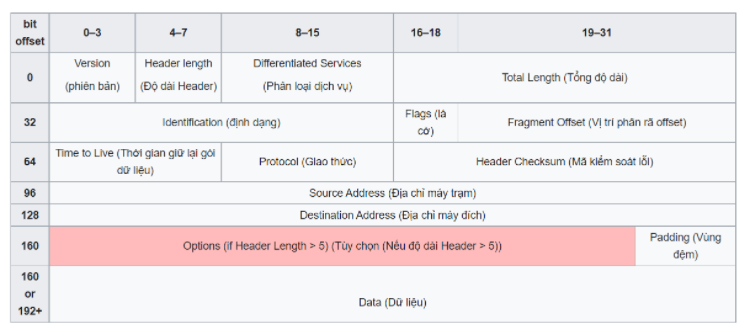 bit
offset
0–3
4–7
8–15
16–18
19–31
0
Version
(phiên bản)
Header length
(Độ dài Header)
Differentiated Services
(Phân loại dịch vụ)
Total Length (Tổng độ dài)
32
Identification (định dạng)
Flags (lá
cờ)
Fragment Offset (Vị trí phân rã offset)
64
Time to Live (Thời gian giữ lại gói
dữ liệu)
Protocol (Giao thức)
Header Checksum (Mã kiểm soát lỗi)
96
Source Address (Địa chỉ máy trạm)
128
Destination Address (Địa chỉ máy đích)
160
Options (if Header Length > 5) (Tùy chọn (Nếu độ dài Header > 5))
Padding (Vùng
đệm)
160
or
192+
Data (Dữ liệu)